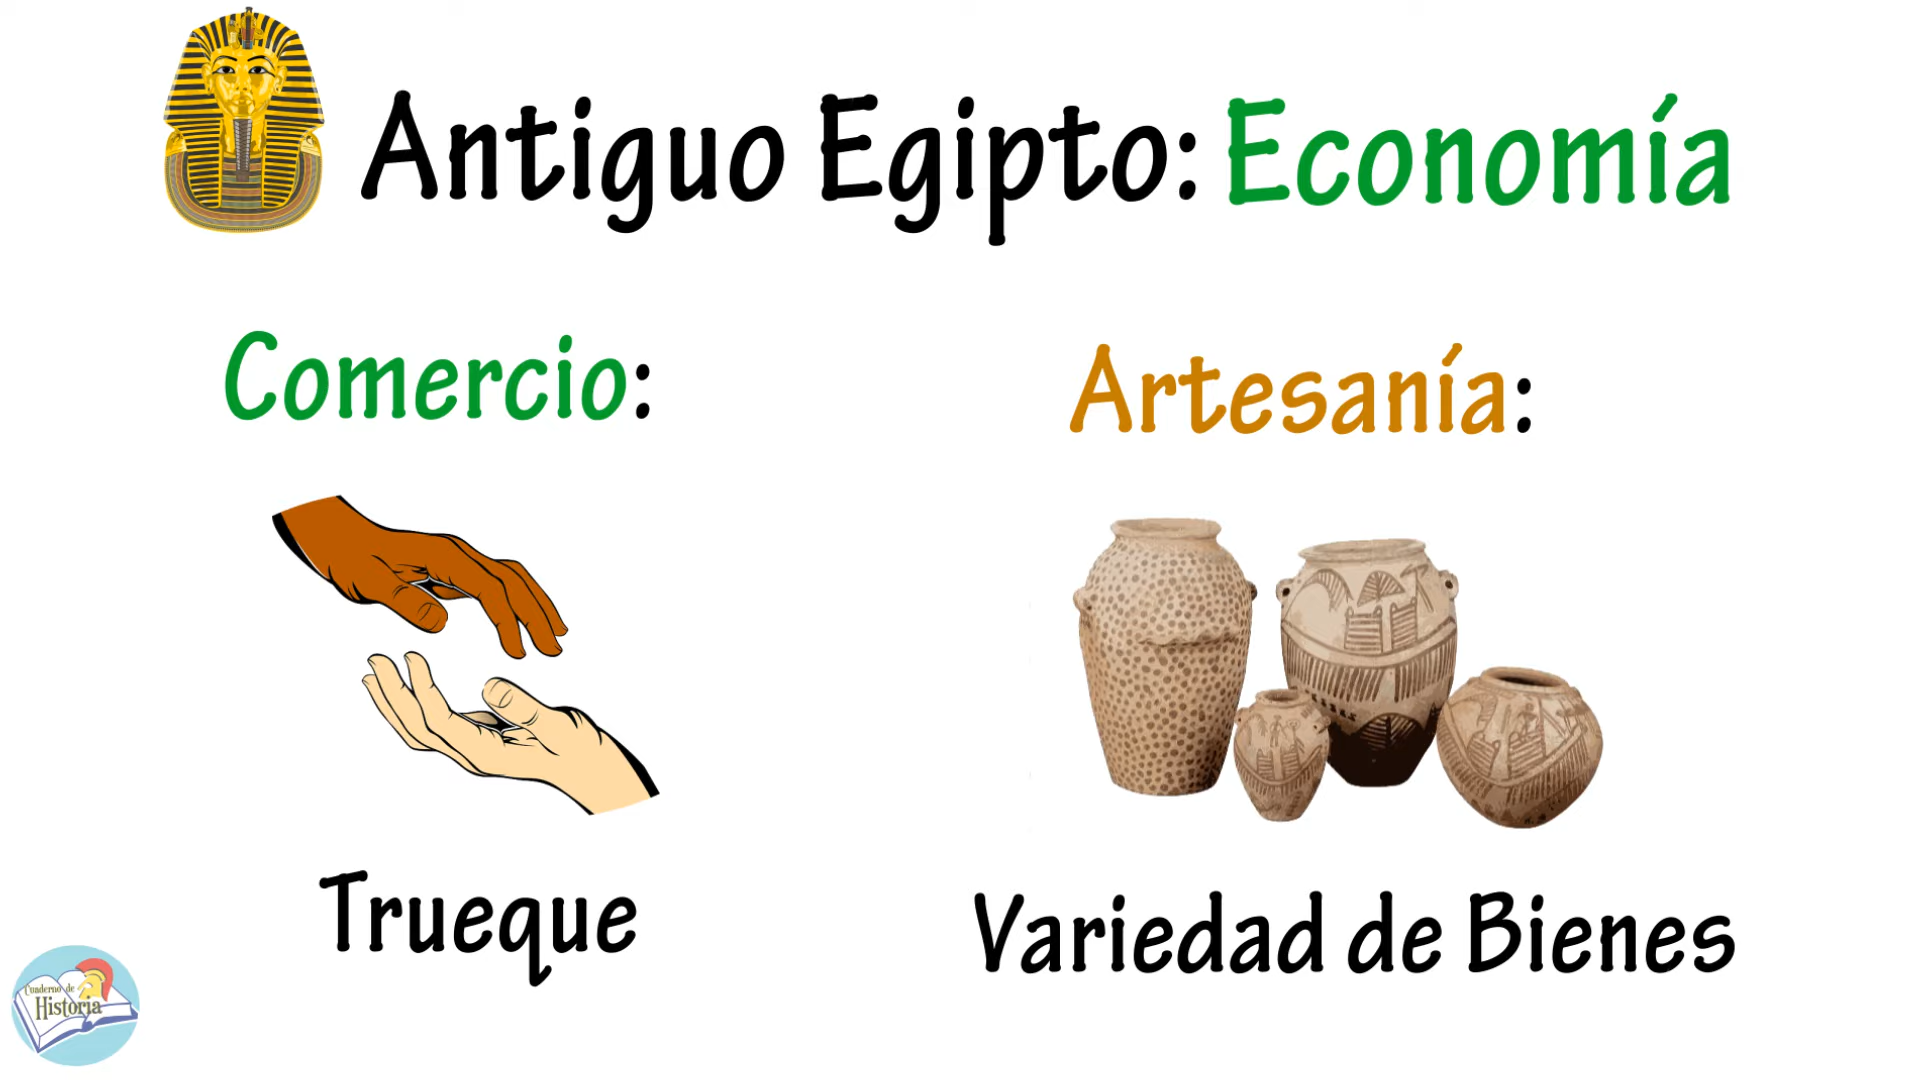 Antiguo Egipto: Economía
Comercio:
Artesanía:
Trueque
Variedad de Bienes
Cuaderno de
Historia